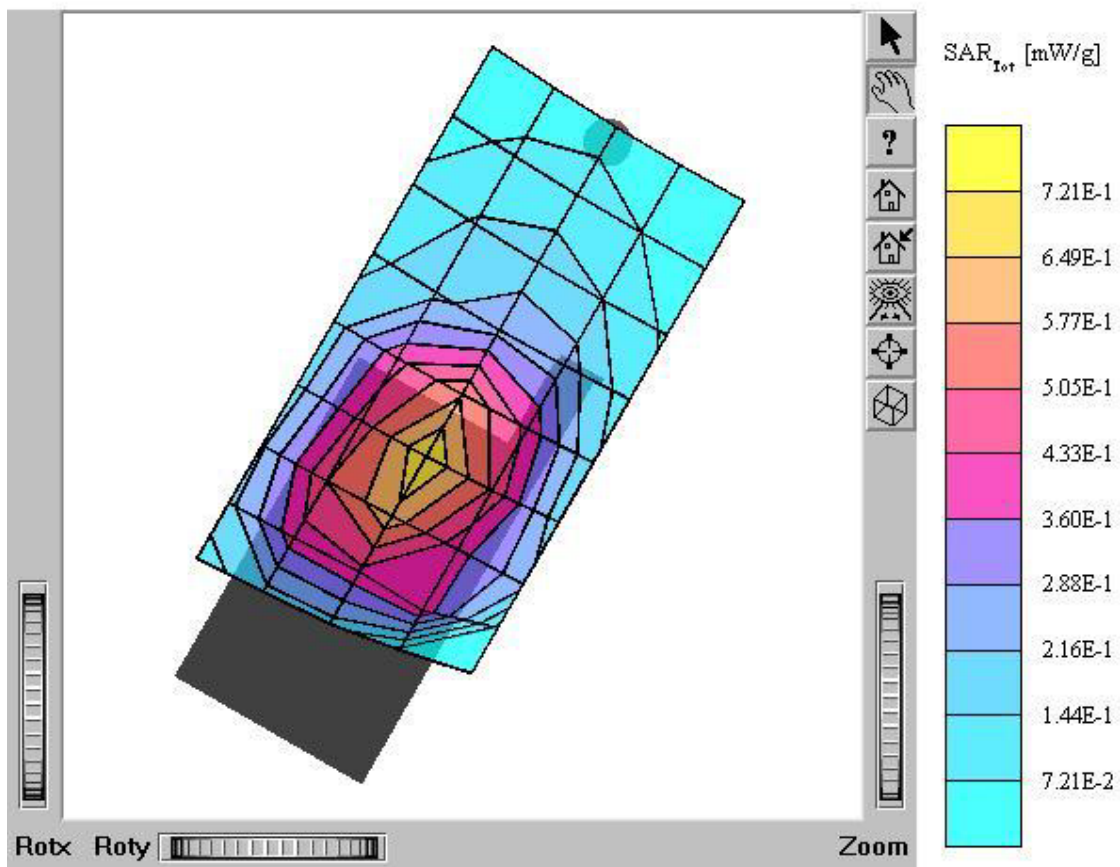 SARTot [mW/g]
?
7.21E-1
6.49E-1
5.77E-1
5.05E-1
4.33E-1
3.60E-1
2.88E-1
2.16E-1
1.44E-1
7.21E-2
Rotx Roty Zoom